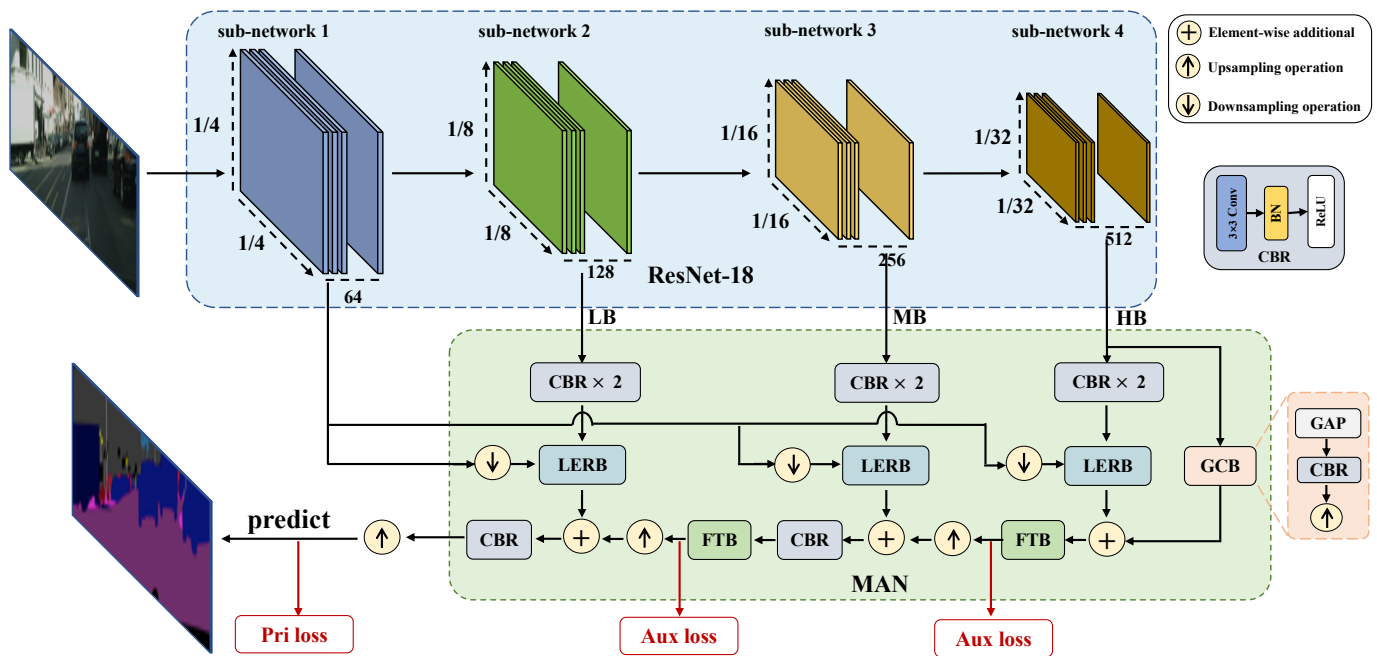 sub-network 1
sub-network 2
sub-network 3
sub-network 4
1/4
1/8
1/16
1/32
1/4
1/8
1/16
1/32
64
128
256
512
ResNet-18
Element-wise additional
Upsampling operation
Downsampling operation
3×3 Conv
BN
ReLU
CBR
LB
MB
HB
CBR × 2
CBR × 2
CBR × 2
LERB
LERB
LERB
GCB
GAP
CBR
predict
CBR
FTB
CBR
FTB
MAN
Pri loss
Aux loss
Aux loss